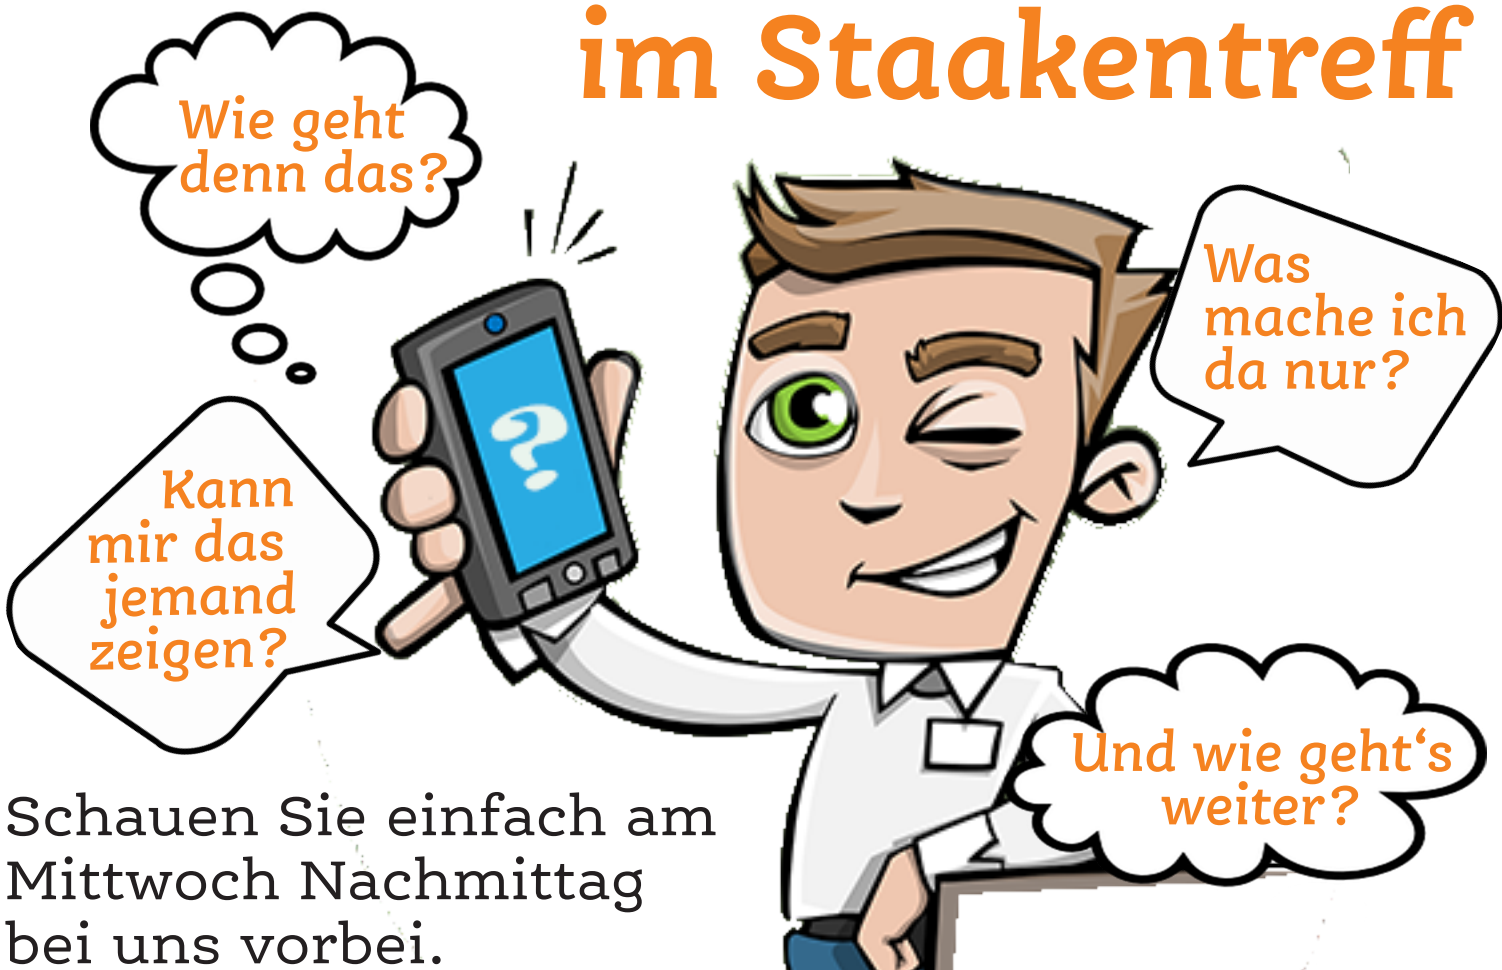 im Staakentreff
Wie geht
denn das?
Was
mache ich
da nur?
Kann
mir das
jemand
zeigen?
Und wie geht‘s
weiter?
Schauen Sie einfach am
Mittwoch Nachmittag
bei uns vorbei.